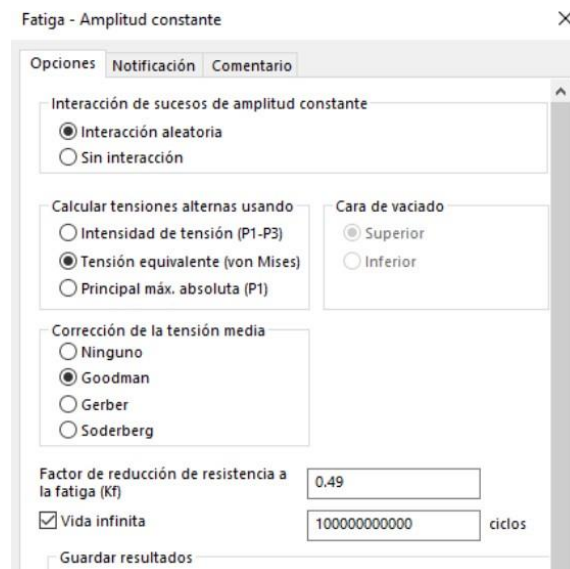 Fatiga - Amplitud constante
Opciones Notificación Comentario
Interacción de sucesos de amplitud constante
Interacción aleatoria
Sin interacción
Calcular tensiones alternas usando
Intensidad de tensión (P1-P3)
Tensión equivalente (von Mises)
Principal máx. absoluta (P1)
Cara de vaciado
Superior
Inferior
Corrección de la tensión media
Ninguno
Goodman
Gerber
Soderberg
Factor de reducción de resistencia a
la fatiga (Kf)
0.49
Vida infinita 100000000000 ciclos
Guardar resultados